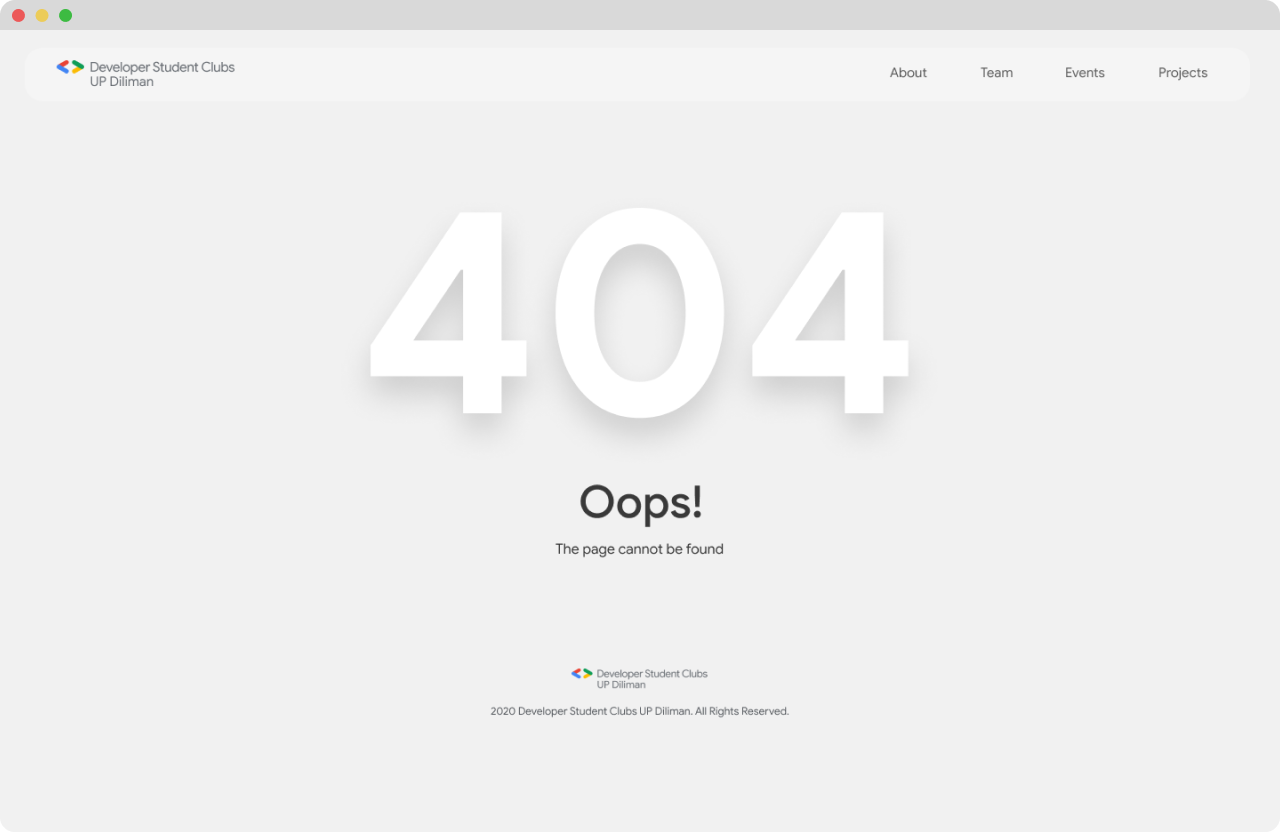 Developer Student Clubs
UP Diliman
About Team Events Projects
404
Oops!
The page cannot be found
Developer Student Clubs
UP Diliman
2020 Developer Student Clubs UP Diliman. All Rights Reserved.